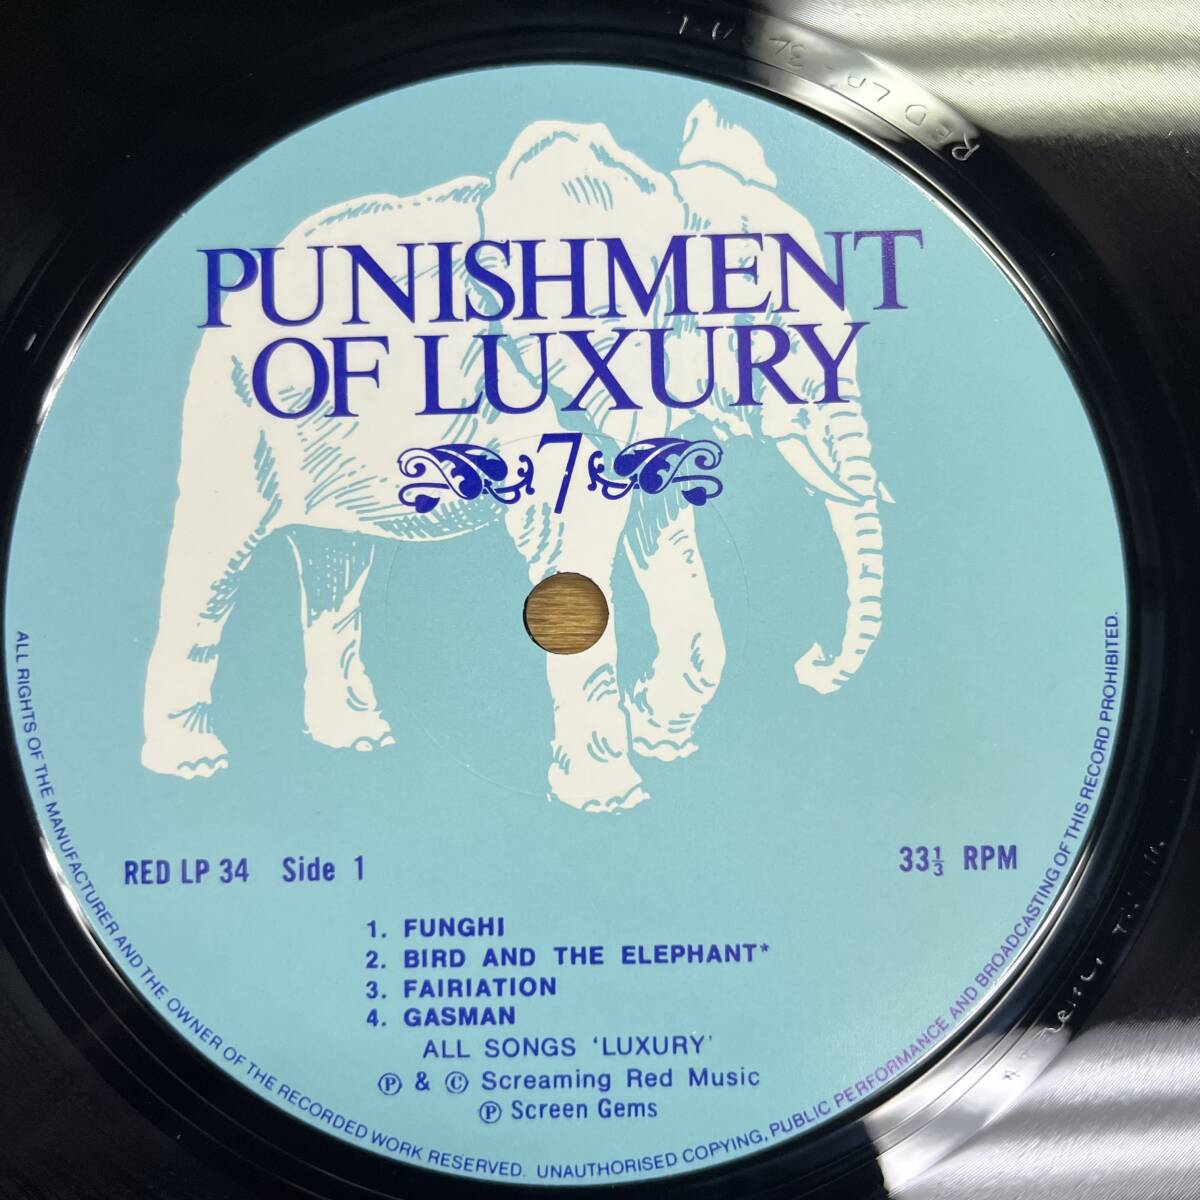 PUNISHMENT
OF LUXURY
7
RED LP 34 Side 1
33⅓ RPM
1. FUNGHI
2. BIRD AND THE ELEPHANT*
3. FAIRIATION
4. GASMAN
ALL SONGS 'LUXURY'
Ⓟ & © Screaming Red Music
Ⓟ Screen Gems
ALL RIGHTS OF THE MANUFACTURER AND THE OWNER OF THE RECORDED WORK RESERVED. UNAUTHORISED COPYING, PUBLIC PERFORMANCE AND BROADCASTING OF THIS RECORD PROHIBITED.
RED LP